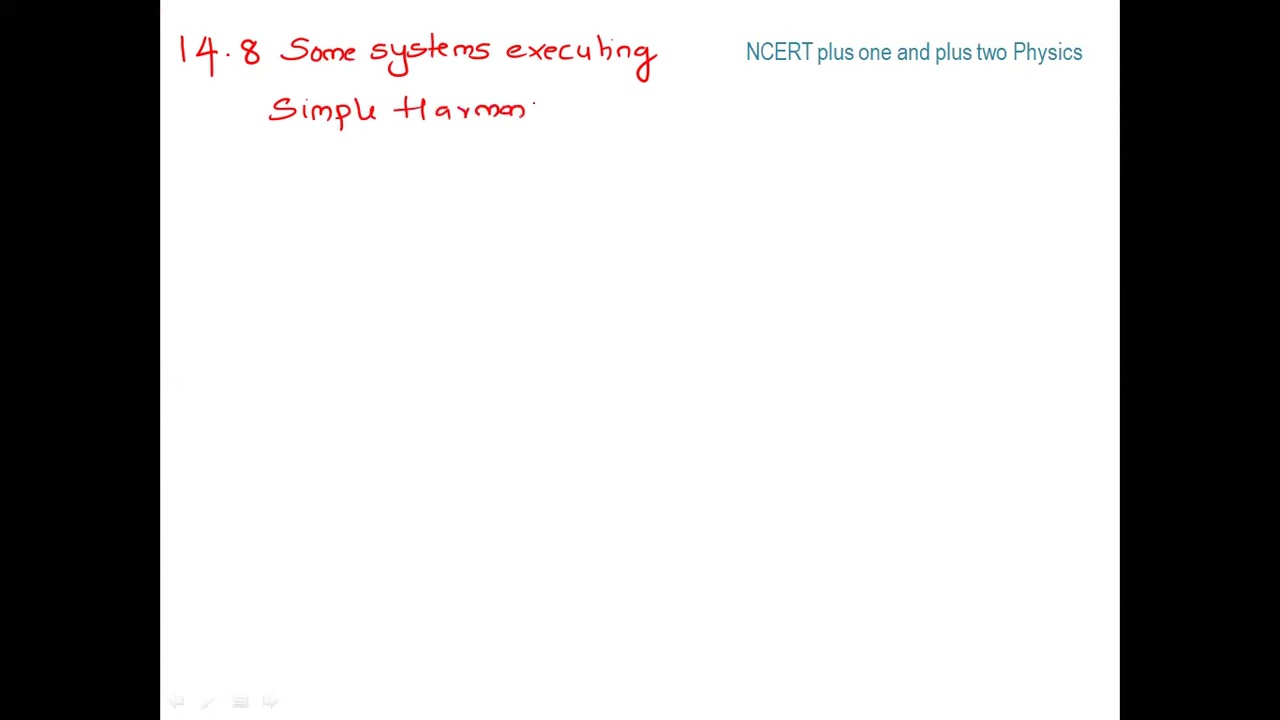 14.8 Some systems executing
Simple Harmon
NCERT plus one and plus two Physics